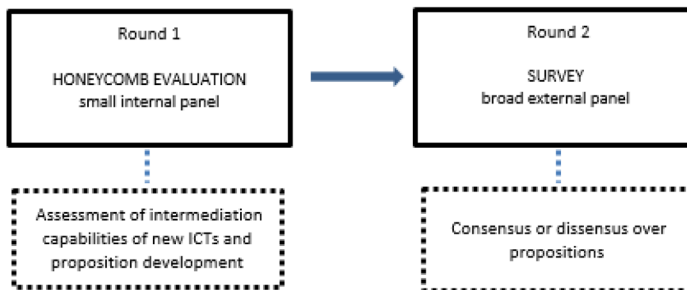 Round 1
HONEYCOMB EVALUATION
small internal panel
Assessment of intermediation
capabilities of new ICTs and
proposition development
Round 2
SURVEY
broad external panel
Consensus or dissensus over
propositions